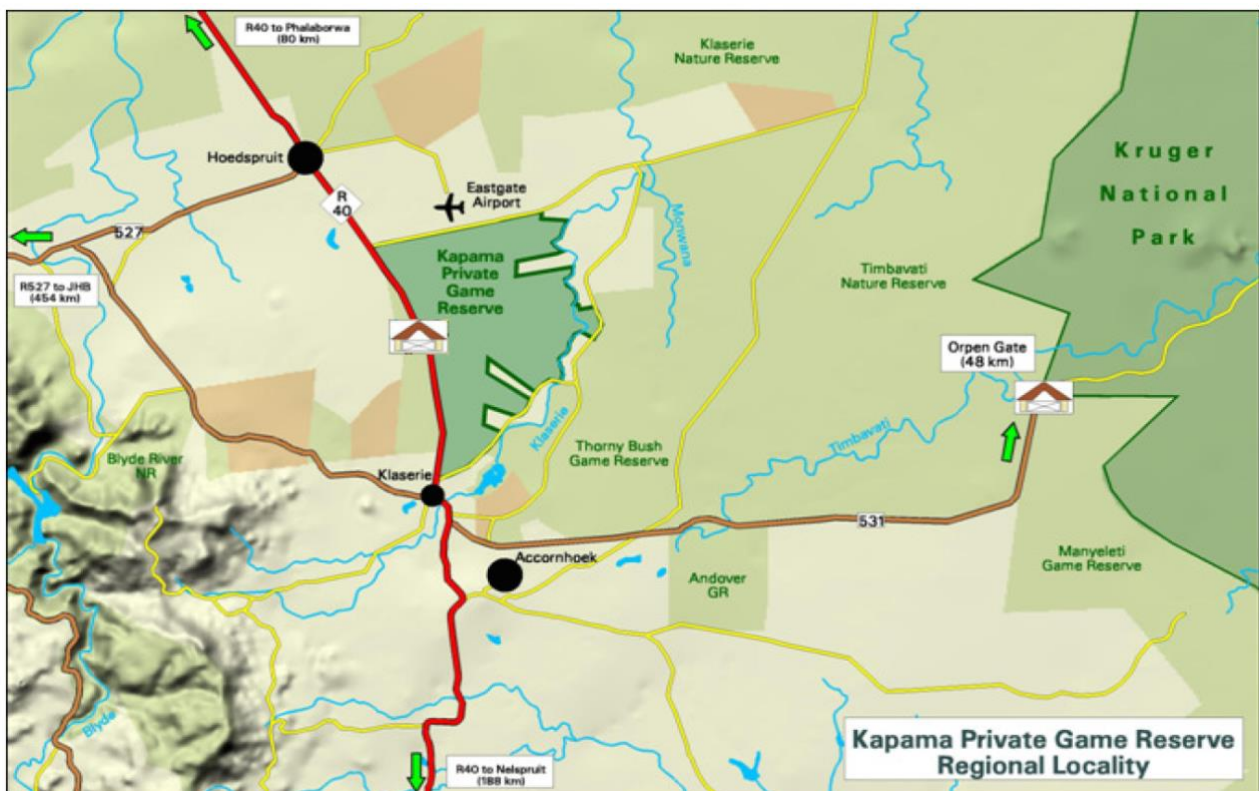 R40 to Phalaborwa
(80 km)
Klaserie
Nature Reserve
Hoedspruit
Kruger
National
Park
R
40
Eastgate
Airport
527
Monwana
Kapama
Private
Game
Reserve
R527 to JHB
(454 km)
Timbavati
Nature Reserve
Orpen Gate
(48 km)
Klaserie
Timbavati
Thorny Bush
Game Reserve
Blyde River
NR
Klaserie
531
Accornhoek
Andover
GR
Manyeleti
Game Reserve
Blyde
R40 to Nelspruit
(188 km)
Kapama Private Game Reserve
Regional Locality